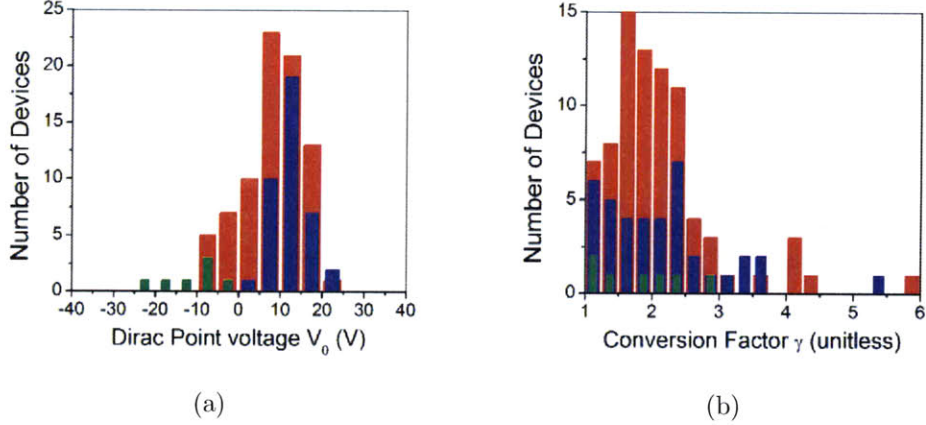 25
20
15
10
5
0
Number of Devices
-40 -30 -20 -10 0 10 20 30 40
Dirac Point voltage V₀ (V)
(a)
15
10
5
0
Number of Devices
1 2 3 4 5 6
Conversion Factor γ (unitless)
(b)